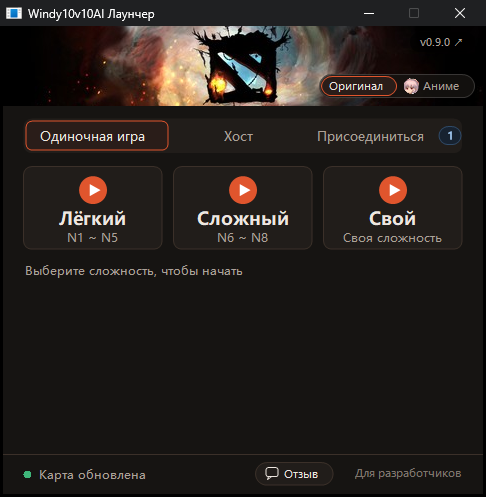 Windy10v10AI Лаунчер
v0.9.0 ↗
Оригинал
Аниме
Одиночная игра
Хост
Присоединиться 1
Лёгкий
N1 ~ N5
Сложный
N6 ~ N8
Свой
Своя сложность
Выберите сложность, чтобы начать
Карта обновлена
Отзыв
Для разработчиков